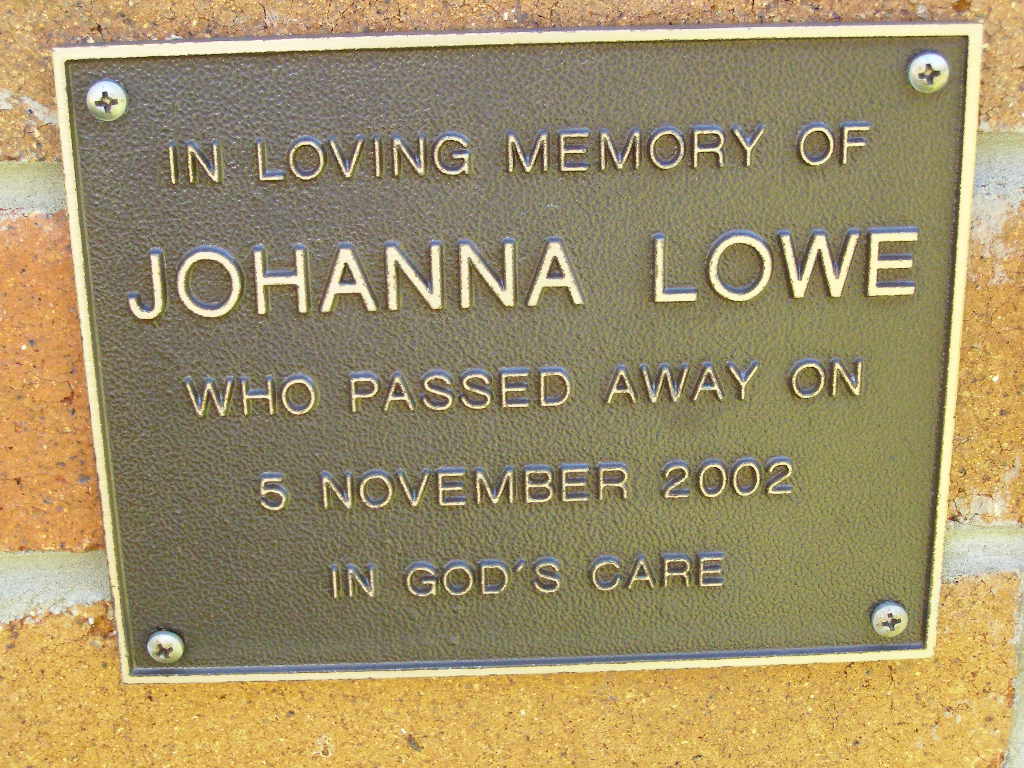 IN LOVING MEMORY OF
JOHANNA LOWE
WHO PASSED AWAY ON
5 NOVEMBER 2002
IN GOD'S CARE